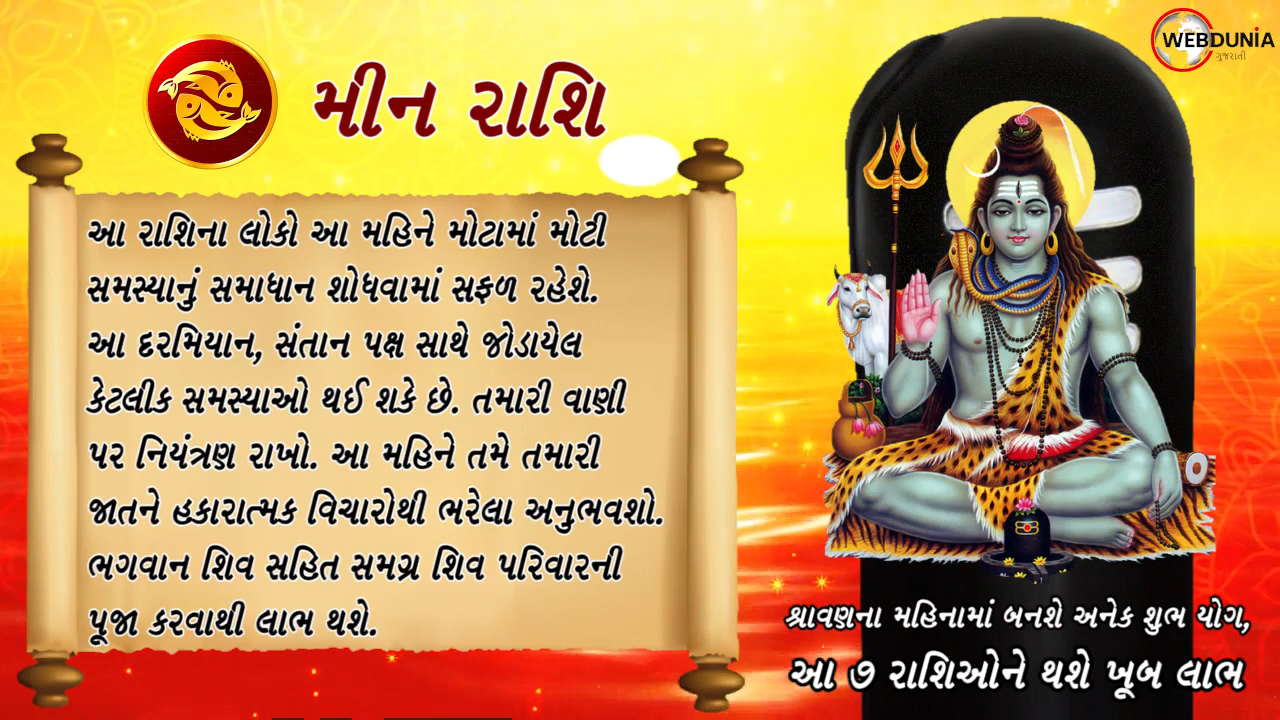 WEBDUNIA
ગુજરાતી
મીન રાશિ
આ રાશિના લોકો આ મહિને મોટામાં મોટી
સમસ્યાનું સમાધાન શોધવામાં સફળ રહેશે.
આ દરમિયાન, સંતાન પક્ષ સાથે જોડાયેલ
કેટલીક સમસ્યાઓ થઈ શકે છે. તમારી વાણી
પર નિયંત્રણ રાખો. આ મહિને તમે તમારી
જાતને હકારાત્મક વિચારોથી ભરેલા અનુભવશો.
ભગવાન શિવ સહિત સમગ્ર શિવ પરિવારની
પૂજા કરવાથી લાભ થશે.
શ્રાવણના મહિનામાં બનશે અનેક શુભ યોગ,
આ ૭ રાશિઓને થશે ખૂબ લાભ